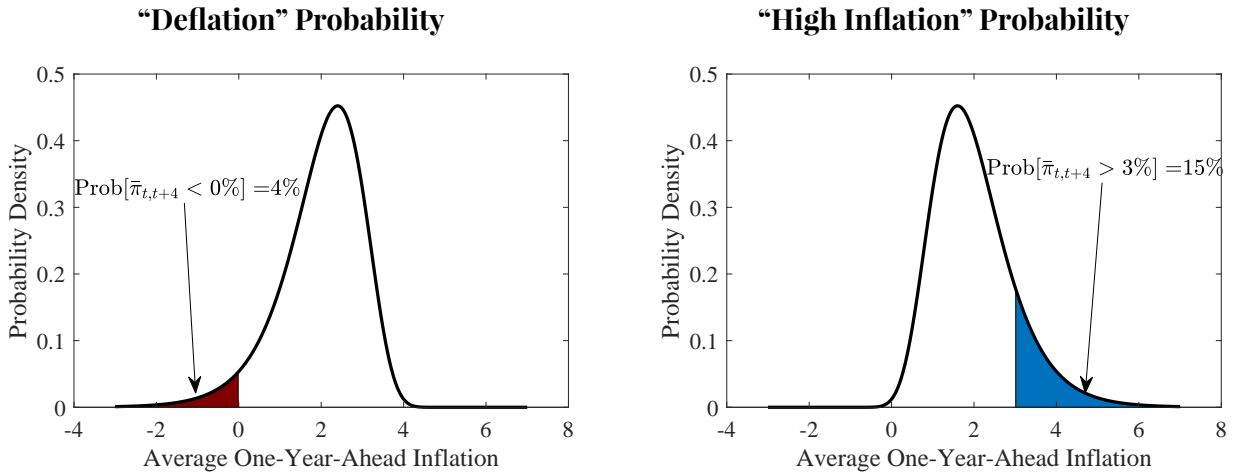 “Deflation” Probability
0.5
0.4
0.3
0.2
0.1
0
Probability Density
Prob[π̄_{t,t+4} < 0%] =4%
-4 -2 0 2 4 6 8
Average One-Year-Ahead Inflation
“High Inflation” Probability
0.5
0.4
0.3
0.2
0.1
0
Probability Density
Prob[π̄_{t,t+4} > 3%] =15%
-4 -2 0 2 4 6 8
Average One-Year-Ahead Inflation